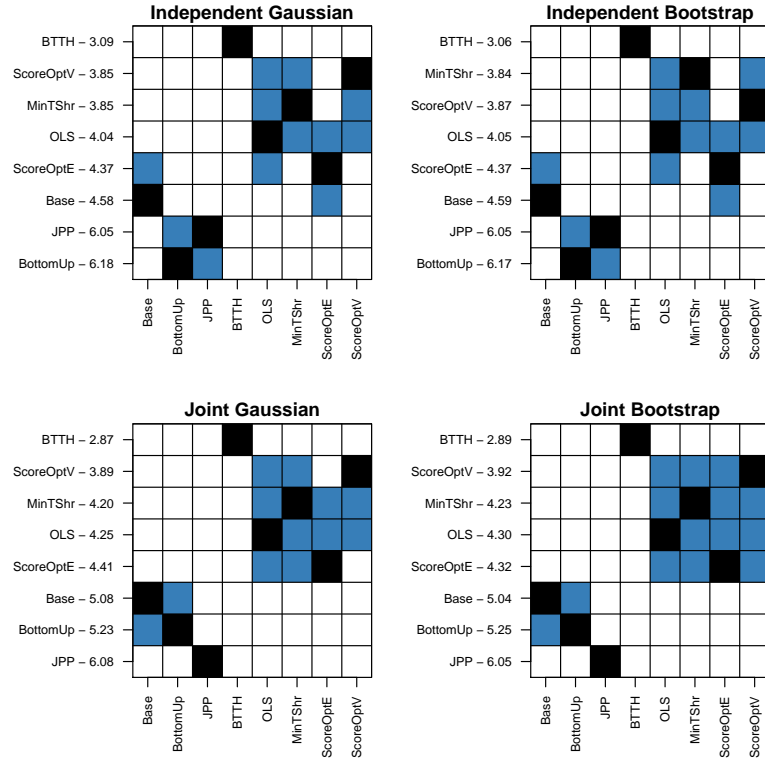 Independent Gaussian
BTTH − 3.09
ScoreOptV − 3.85
MinTShr − 3.85
OLS − 4.04
ScoreOptE − 4.37
Base − 4.58
JPP − 6.05
BottomUp − 6.18
Base
BottomUp
JPP
BTTH
OLS
MinTShr
ScoreOptE
ScoreOptV
Independent Bootstrap
BTTH − 3.06
MinTShr − 3.84
ScoreOptV − 3.87
OLS − 4.05
ScoreOptE − 4.37
Base − 4.59
JPP − 6.05
BottomUp − 6.17
Base
BottomUp
JPP
BTTH
OLS
MinTShr
ScoreOptE
ScoreOptV
Joint Gaussian
BTTH − 2.87
ScoreOptV − 3.89
MinTShr − 4.20
OLS − 4.25
ScoreOptE − 4.41
Base − 5.08
BottomUp − 5.23
JPP − 6.08
Base
BottomUp
JPP
BTTH
OLS
MinTShr
ScoreOptE
ScoreOptV
Joint Bootstrap
BTTH − 2.89
ScoreOptV − 3.92
MinTShr − 4.23
OLS − 4.30
ScoreOptE − 4.32
Base − 5.04
BottomUp − 5.25
JPP − 6.05
Base
BottomUp
JPP
BTTH
OLS
MinTShr
ScoreOptE
ScoreOptV